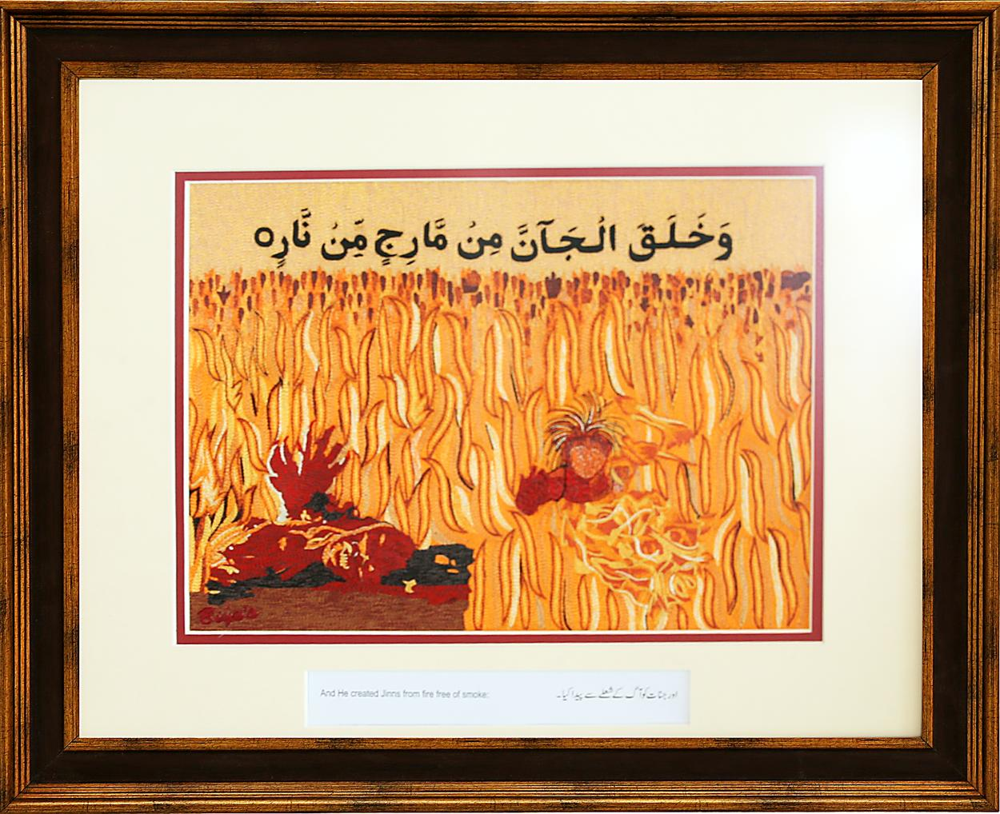 وَخَلَقَ الْجَآنَّ مِنْ مَّارِجٍ مِّنْ نَّارٍه
And He created Jinns from fire free of smoke:
اور جنات کو آگ کے شعلے سے پیدا کیا۔